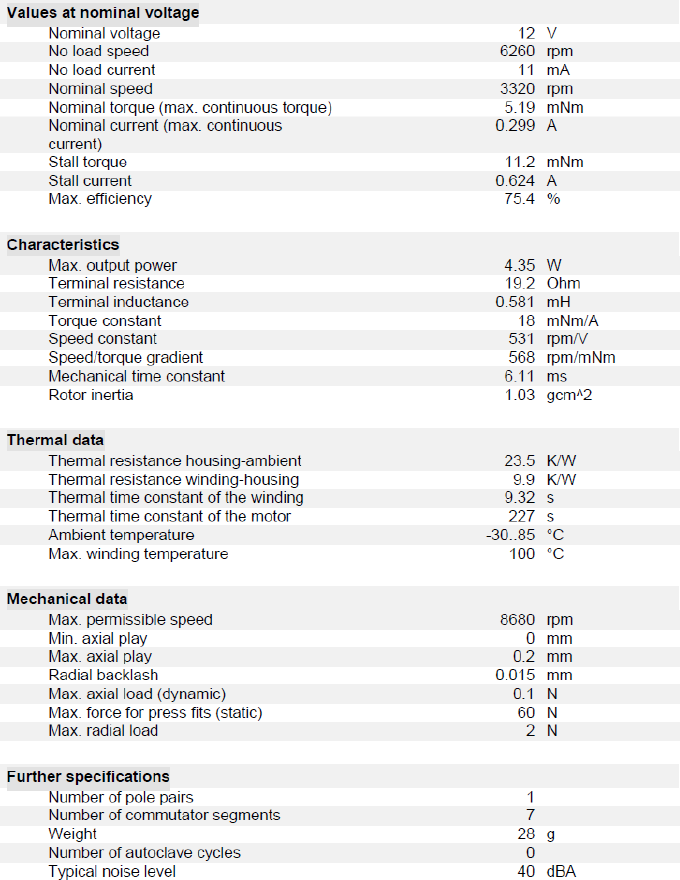 Values at nominal voltage
Nominal voltage 12 V
No load speed 6260 rpm
No load current 11 mA
Nominal speed 3320 rpm
Nominal torque (max. continuous torque) 5.19 mNm
Nominal current (max. continuous 0.299 A
current)
Stall torque 11.2 mNm
Stall current 0.624 A
Max. efficiency 75.4 %
Characteristics
Max. output power 4.35 W
Terminal resistance 19.2 Ohm
Terminal inductance 0.581 mH
Torque constant 18 mNm/A
Speed constant 531 rpm/V
Speed/torque gradient 568 rpm/mNm
Mechanical time constant 6.11 ms
Rotor inertia 1.03 gcm^2
Thermal data
Thermal resistance housing-ambient 23.5 K/W
Thermal resistance winding-housing 9.9 K/W
Thermal time constant of the winding 9.32 s
Thermal time constant of the motor 227 s
Ambient temperature -30..85 °C
Max. winding temperature 100 °C
Mechanical data
Max. permissible speed 8680 rpm
Min. axial play 0 mm
Max. axial play 0.2 mm
Radial backlash 0.015 mm
Max. axial load (dynamic) 0.1 N
Max. force for press fits (static) 60 N
Max. radial load 2 N
Further specifications
Number of pole pairs 1
Number of commutator segments 7
Weight 28 g
Number of autoclave cycles 0
Typical noise level 40 dBA